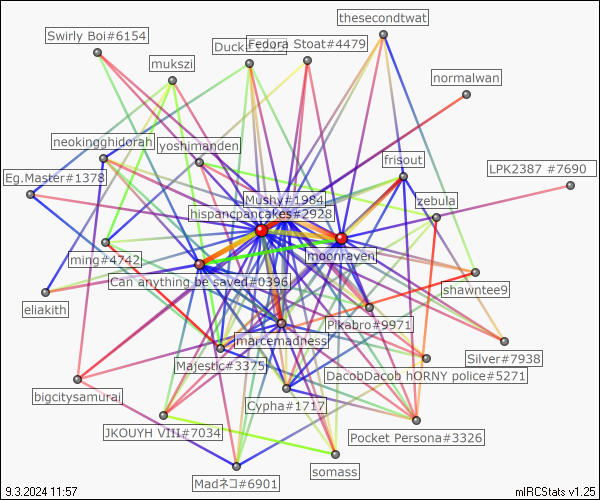 thesecondtwat
Swirly Boi#6154
Fedora Stoat#4479
mukszi
normalwan
neokingghidorah
yoshimanden
frisout
LPK2387 #7690
Eg.Master#1378
Mushy#1984
zebula
hispancpancakes#2928
ming#4742
moonraven
Can anything be saved#0396
shawntee9
eliakith
Pikabro#9971
marcemadness
Majestic#3375
Silver#7938
DacobDacob hORNY police#5271
bigcitysamurai
Cypha#1717
JKOUYH VIII#7034
Pocket Persona#3326
somass
Madネコ#6901
9.3.2024 11:57
mIRCStats v1.25